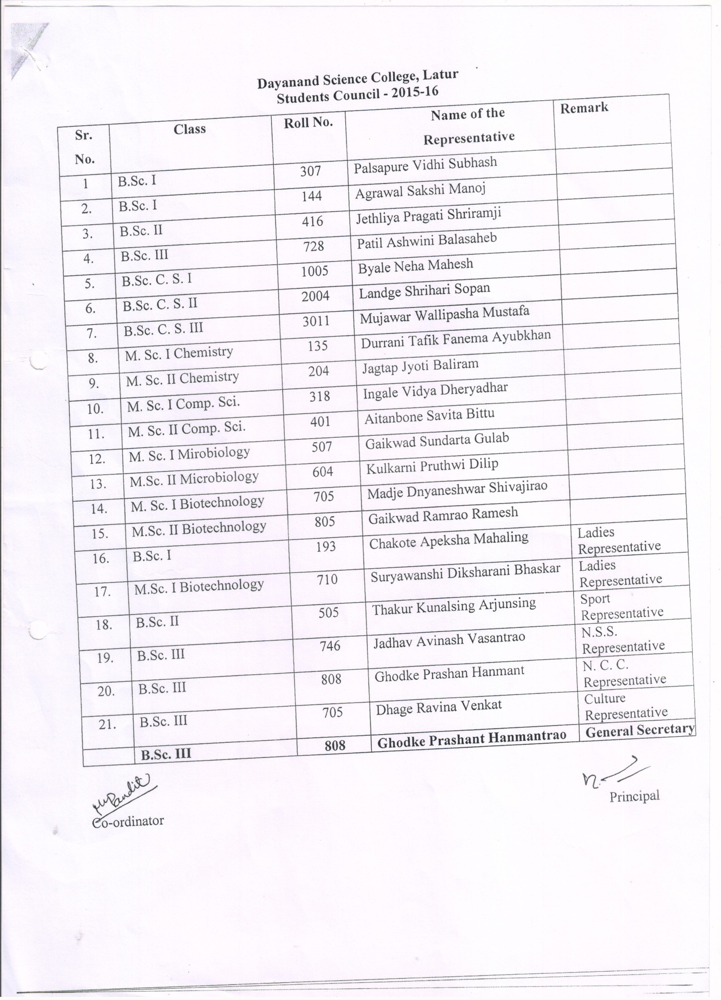 Dayanand Science College, Latur
Students Council - 2015-16
Sr. No. Class Roll No. Name of the Representative Remark
1 B.Sc. I 307 Palsapure Vidhi Subhash
2. B.Sc. I 144 Agrawal Sakshi Manoj
3. B.Sc. II 416 Jethliya Pragati Shriramji
4. B.Sc. III 728 Patil Ashwini Balasaheb
5. B.Sc. C. S. I 1005 Byale Neha Mahesh
6. B.Sc. C. S. II 2004 Landge Shrihari Sopan
7. B.Sc. C. S. III 3011 Mujawar Wallipasha Mustafa
8. M. Sc. I Chemistry 135 Durrani Tafik Fanema Ayubkhan
9. M. Sc. II Chemistry 204 Jagtap Jyoti Baliram
10. M. Sc. I Comp. Sci. 318 Ingale Vidya Dheryadhar
11. M. Sc. II Comp. Sci. 401 Aitanbone Savita Bittu
12. M. Sc. I Mirobiology 507 Gaikwad Sundarta Gulab
13. M.Sc. II Microbiology 604 Kulkarni Pruthwi Dilip
14. M. Sc. I Biotechnology 705 Madje Dnyaneshwar Shivajirao
15. M.Sc. II Biotechnology 805 Gaikwad Ramrao Ramesh
16. B.Sc. I 193 Chakote Apeksha Mahaling Ladies Representative
17. M.Sc. I Biotechnology 710 Suryawanshi Diksharani Bhaskar Ladies Representative
18. B.Sc. II 505 Thakur Kunalsing Arjunsing Sport Representative
19. B.Sc. III 746 Jadhav Avinash Vasantrao N.S.S. Representative
20. B.Sc. III 808 Ghodke Prashan Hanmant N. C. C. Representative
21. B.Sc. III 705 Dhage Ravina Venkat Culture Representative
B.Sc. III 808 Ghodke Prashant Hanmantrao General Secretary
Pandit
Co-ordinator
Principal